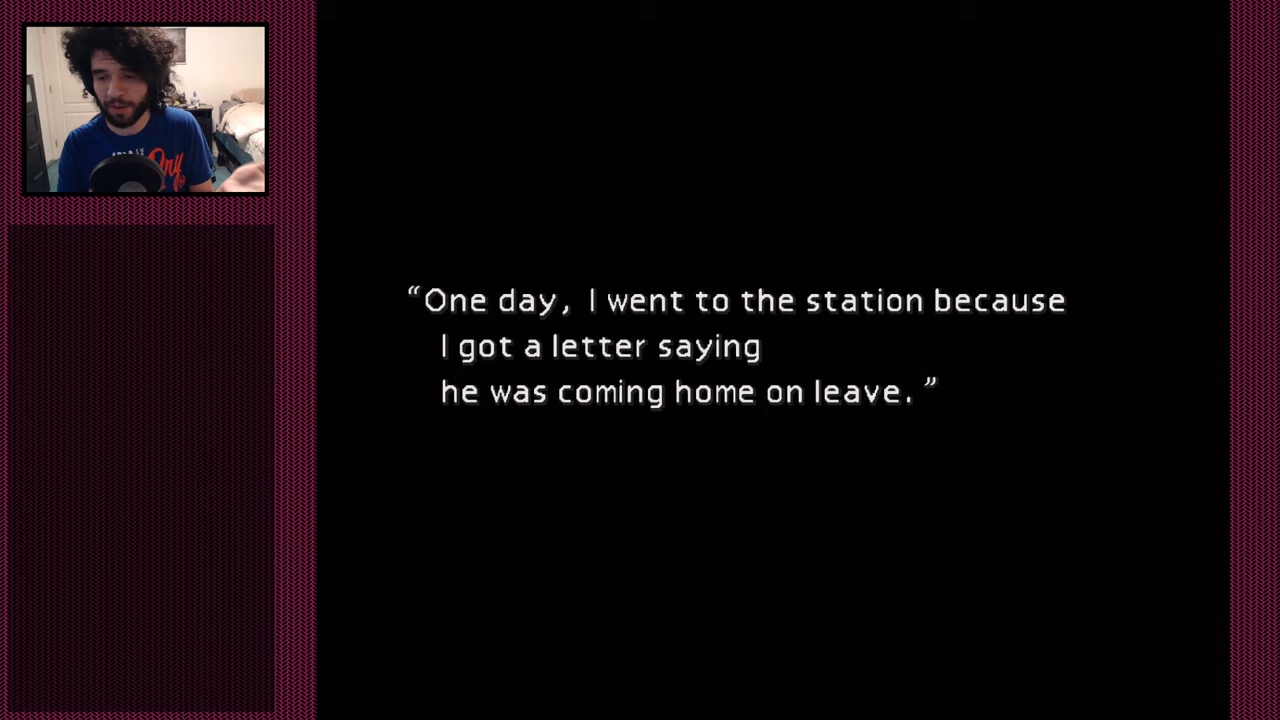 “One day, I went to the station because
I got a letter saying
he was coming home on leave.”